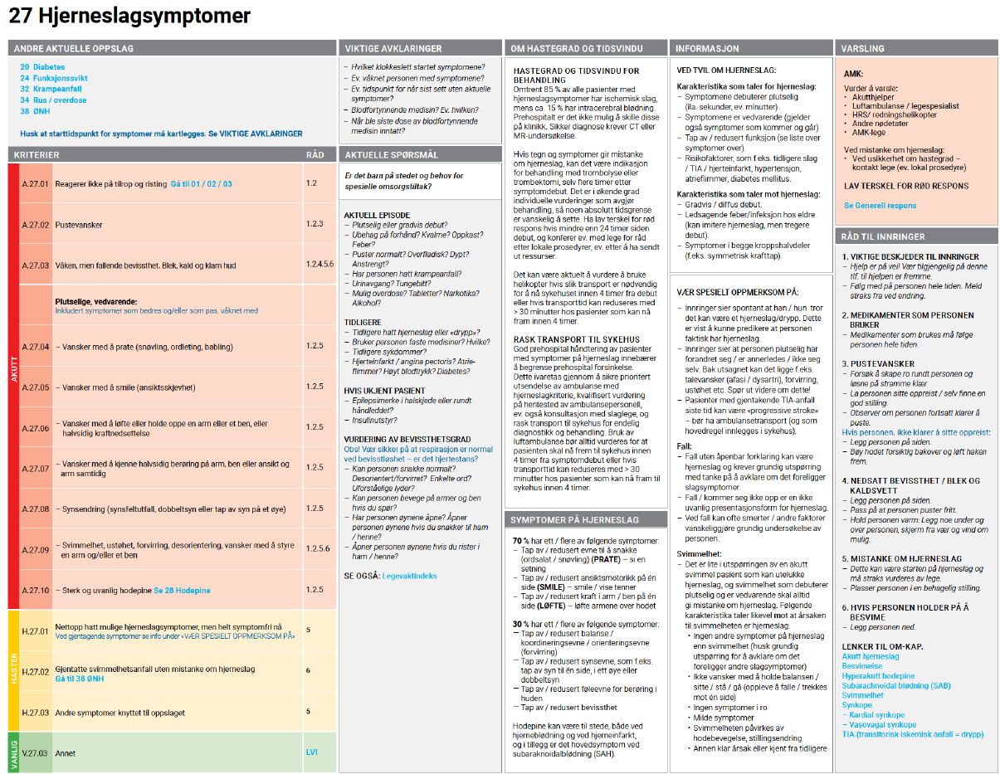 27 Hjerneslagsymptomer
ANDRE AKTUELLE OPPSLAG
20 Diabetes
24 Funksjonssvikt
32 Krampeanfall
34 Rus / overdose
38 ØNH
Husk at starttidspunkt for symptomer må kartlegges. Se VIKTIGE AVKLARINGER
KRITERIER RÅD
AKUTT
A.27.01 Reagerer ikke på tilrop og risting Gå til 01 / 02 / 03 1.2
A.27.02 Pustevansker 1.2.3
A.27.03 Våken, men fallende bevissthet. Blek, kald og klam hud 1.2.4.5.6
Plutselige, vedvarende:
Inkludert symptomer som bedres og/eller som pas. våknet med
A.27.04 – Vansker med å prate (snøvling, ordleting, babling) 1.2.5
A.27.05 – Vansker med å smile (ansiktsskjevhet) 1.2.5
A.27.06 – Vansker med å løfte eller holde oppe en arm eller et ben, eller
halvsidig kraftnedsettelse 1.2.5
A.27.07 – Vansker med å kjenne halvsidig berøring på arm, ben eller ansikt og
arm samtidig 1.2.5
A.27.08 – Synsendring (synsfeltutfall, dobbeltsyn eller tap av syn på et øye) 1.2.5
A.27.09 – Svimmelhet, ustøhet, forvirring, desorientering, vansker med å styre
en arm og/eller et ben 1.2.5.6
A.27.10 – Sterk og uvanlig hodepine Se 28 Hodepine 1.2.5
HASTER
H.27.01 Nettopp hatt mulige hjerneslagsymptomer, men helt symptomfri nå 5
Ved gjentagende symptomer se info under «VÆR SPESIELT OPPMERKSOM PÅ»
H.27.02 Gjentatte svimmelhetsanfall uten mistanke om hjerneslag 6
Gå til 38 ØNH
H.27.03 Andre symptomer knyttet til oppslaget 5
VANLIG
V.27.03 Annet LVI
VIKTIGE AVKLARINGER
– Hvilket klokkeslett startet symptomene?
– Ev. våknet personen med symptomene?
– Ev. tidspunkt for når sist sett uten aktuelle
symptomer?
– Blodfortynnende medisin? Ev. hvilken?
– Når ble siste dose av blodfortynnende
medisin inntatt?
AKTUELLE SPØRSMÅL
Er det barn på stedet og behov for
spesielle omsorgstiltak?
AKTUELL EPISODE
– Plutselig eller gradvis debut?
– Ubehag på forhånd? Kvalme? Oppkast?
Feber?
– Puster normalt? Overfladisk? Dypt?
Anstrengt?
– Har personen hatt krampeanfall?
– Urinavgang? Tungebitt?
– Mulig overdose? Tabletter? Narkotika?
Alkohol?
TIDLIGERE
– Tidligere hatt hjerneslag eller «drypp»?
– Bruker personen faste medisiner? Hvilke?
– Tidligere sykdommer?
– Hjerteinfarkt / angina pectoris? Atrie-
flimmer? Høyt blodtrykk? Diabetes?
HVIS UKJENT PASIENT
– Epilepsimerke i halskjede eller rundt
håndleddet?
– Insulinutstyr?
VURDERING AV BEVISSTHETSGRAD
Obs! Vær sikker på at respirasjon er normal
ved bevisstløshet – er det hjertestans?
– Kan personen snakke normalt?
Desorientert/forvirret? Enkelte ord?
Uforståelige lyder?
– Kan personen bevege på armer og ben
hvis du spør?
– Har personen øynene åpne? Åpner
personen øynene hvis du snakker til ham
/ henne?
– Åpner personen øynene hvis du rister i
ham / henne?
SE OGSÅ: Legevaktindeks
OM HASTEGRAD OG TIDSVINDU
HASTEGRAD OG TIDSVINDU FOR
BEHANDLING
Omtrent 85 % av alle pasienter med
hjerneslagsymptomer har ischemisk slag,
mens ca. 15 % har intracerebral blødning.
Prehospitalt er det ikke mulig å skille disse
på klinikk. Sikker diagnose krever CT eller
MR-undersøkelse.
Hvis tegn og symptomer gir mistanke
om hjerneslag, kan det være indikasjon
for behandling med trombolyse eller
trombektomi, selv flere timer etter
symptomdebut. Det er i økende grad
individuelle vurderinger som avgjør
behandling, så noen absolutt tidsgrense
er vanskelig å sette. Ha lav terskel for rød
respons hvis mindre enn 24 timer siden
debut, og konferer ev. med lege for råd
etter lokale prosedyrer, ev. etter å ha sendt
ut ressurser.
Det kan være aktuelt å vurdere å bruke
helikopter hvis slik transport er nødvendig
for å nå sykehuset innen 4 timer fra debut
eller hvis transporttid kan reduseres med
> 30 minutter hos pasienter som kan nå
fram innen 4 timer.
RASK TRANSPORT TIL SYKEHUS
God prehospital håndtering av pasienter
med symptomer på hjerneslag innebærer
å begrense prehospital forsinkelse.
Dette ivaretas gjennom å sikre prioritert
utsendelse av ambulanse med
hjerneslagkriterie, kvalifisert vurdering
på hentested av ambulansepersonell,
ev. også konsultasjon med slaglege, og
rask transport til sykehus for endelig
diagnostikk og behandling. Bruk av
luftambulanse bør alltid vurderes for at
pasienten skal nå frem til sykehus innen
4 timer fra symptomdebut eller hvis
transporttid kan reduseres med > 30
minutter hos pasienter som kan nå fram til
sykehus innen 4 timer.
SYMPTOMER PÅ HJERNESLAG
70 % har ett / flere av følgende symptomer:
– Tap av / redusert evne til å snakke
(ordsalat / snøvling) (PRATE) – si en
setning
– Tap av / redusert ansiktsmotorikk på én
side (SMILE) – smile / vise tenner
– Tap av / redusert kraft i arm / ben på én
side (LØFTE) – løfte armene over hodet
30 % har ett / flere av følgende symptomer:
– Tap av / redusert balanse /
koordineringsevne / orienteringsevne
(forvirring)
– Tap av / redusert synsevne, som f.eks.
tap av syn til én side, i ett øye eller
dobbeltsyn
– Tap av / redusert føleevne for berøring i
huden
– Tap av / redusert bevissthet
Hodepine kan være til stede, både ved
hjerneblødning og ved hjerneinfarkt,
og i tillegg er det hovedsymptom ved
subaraknoidalblødning (SAH).
INFORMASJON
VED TVIL OM HJERNESLAG:
Karakteristika som taler for hjerneslag:
– Symptomene debuterer plutselig
(ila. sekunder, ev. minutter).
– Symptomene er vedvarende (gjelder
også symptomer som kommer og går)
– Tap av / redusert funksjon (se liste over
symptomer over).
– Risikofaktorer, som f.eks. tidligere slag
/ TIA / hjerteinfarkt, hypertensjon,
atrieflimmer, diabetes mellitus.
Karakteristika som taler mot hjerneslag:
– Gradvis / diffus debut.
– Ledsagende feber/infeksjon hos eldre
(kan imitere hjerneslag, men tregere
debut).
– Symptomer i begge kroppshalvdeler
(f.eks. symmetrisk krafttap).
VÆR SPESIELT OPPMERKSOM PÅ:
– Innringer sier spontant at han / hun tror
det kan være et hjerneslag/drypp. Dette
er vist å kunne predikere at personen
faktisk har hjerneslag.
– Innringer sier at personen plutselig har
forandret seg / er annerledes / ikke seg
selv. Bak utsagnet kan det ligge f.eks.
talevansker (afasi / dysartri), forvirring,
ustøhet etc. Spør ut videre om dette!
– Pasienter med gjentakende TIA-anfall
siste tid kan være «progressive stroke»
– bør ha ambulansetransport (og som
hovedregel innlegges i sykehus).
Fall:
– Fall uten åpenbar forklaring kan være
hjerneslag og krever grundig utspørring
med tanke på å avklare om det foreligger
slagsymptomer.
– Fall / kommer seg ikke opp er en ikke
uvanlig presentasjonsform for hjerneslag.
– Ved fall kan ofte smerter / andre faktorer
vanskeliggjøre grundig undersøkelse av
personen.
Svimmelhet:
– Det er lite i utspørringen av en akutt
svimmel pasient som kan utelukke
hjerneslag, og svimmelhet som debuterer
plutselig og er vedvarende skal alltid
gi mistanke om hjerneslag. Følgende
karakteristika taler likevel mot at årsaken
til svimmelheten er hjerneslag:
• Ingen andre symptomer på hjerneslag
enn svimmelhet (husk grundig
utspørring for å avklare om det
foreligger andre slagsymptomer)
• Ikke vansker med å holde balansen /
sitte / stå / gå (oppleve å falle / trekkes
mot én side)
• Ingen symptomer i ro
• Milde symptomer
• Svimmelheten påvirkes av
hodebevegelse, stillingsendring
• Annen klar årsak eller kjent fra tidligere
VARSLING
AMK:
Vurder å varsle:
• Akutthjelper
• Luftambulanse / legespesialist
• HRS/ redningshelikopter
• Andre nødetater
• AMK-lege
Ved mistanke om hjerneslag:
• Ved usikkerhet om hastegrad –
kontakt lege (ev. lokal prosedyre)
LAV TERSKEL FOR RØD RESPONS
Se Generell respons
RÅD TIL INNRINGER
1. VIKTIGE BESKJEDER TIL INNRINGER
– Hjelp er på vei! Vær tilgjengelig på denne
tlf. til hjelpen er fremme.
– Følg med på personen hele tiden. Meld
straks fra ved endring.
2. MEDIKAMENTER SOM PERSONEN
BRUKER
– Medikamenter som brukes må følge
personen hele tiden.
3. PUSTEVANSKER
– Forsøk å skape ro rundt personen og
løsne på stramme klær
– La personen sitte oppreist / selv finne en
god stilling.
– Observer om personen fortsatt klarer å
puste.
Hvis personen. ikke klarer å sitte oppreist:
– Legg personen på siden.
– Bøy hodet forsiktig bakover og løft haken
frem.
4. NEDSATT BEVISSTHET / BLEK OG
KALDSVETT
– Legg personen på siden.
– Pass på at personen puster fritt.
– Hold personen varm: Legg noe under og
over personen, skjerm fra vær og vind om
mulig.
5. MISTANKE OM HJERNESLAG
– Dette kan være starten på hjerneslag og
må straks vurderes av lege.
– Plasser personen i en behagelig stilling.
6. HVIS PERSONEN HOLDER PÅ Å
BESVIME
– Legg personen ned.
LENKER TIL OM-KAP.
Akutt hjerneslag
Besvimelse
Hyperakutt hodepine
Subarachnoidal blødning (SAB)
Svimmelhet
Synkope
– Kardial synkope
– Vasovagal synkope
TIA (transitorisk iskemisk anfall = drypp)